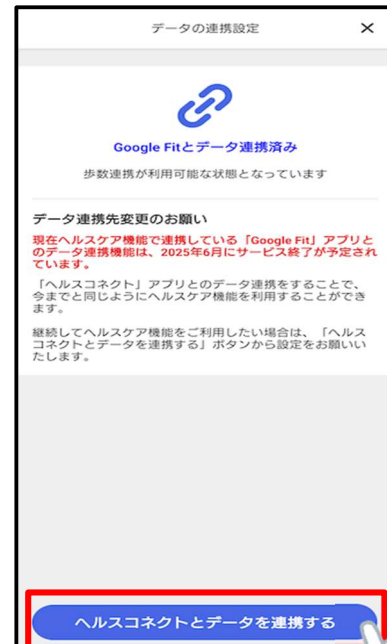 データの連携設定 ×
Google Fitとデータ連携済み
歩数連携が利用可能な状態となっています
データ連携先変更のお願い
現在ヘルスケア機能で連携している「Google Fit」アプリと
のデータ連携機能は、2025年6月にサービス終了が予定され
ています。
「ヘルスコネクト」アプリとのデータ連携をすることで、
今までと同じようにヘルスケア機能を利用することができ
ます。
継続してヘルスケア機能をご利用したい場合は、「ヘルス
コネクトとデータを連携する」ボタンから設定をお願いい
たします。
ヘルスコネクトとデータを連携する